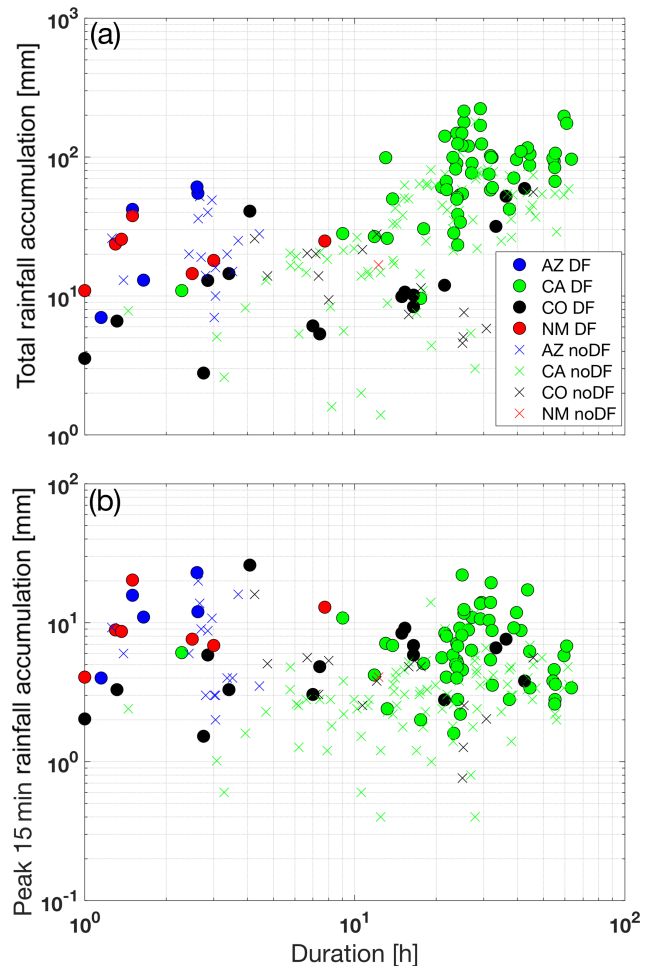 (a)
Total rainfall accumulation [mm]
10³
10²
10¹
10⁰
AZ DF
CA DF
CO DF
NM DF
AZ noDF
CA noDF
CO noDF
NM noDF
(b)
Peak 15 min rainfall accumulation [mm]
10²
10¹
10⁰
10⁻¹
10⁰
10¹
10²
Duration [h]